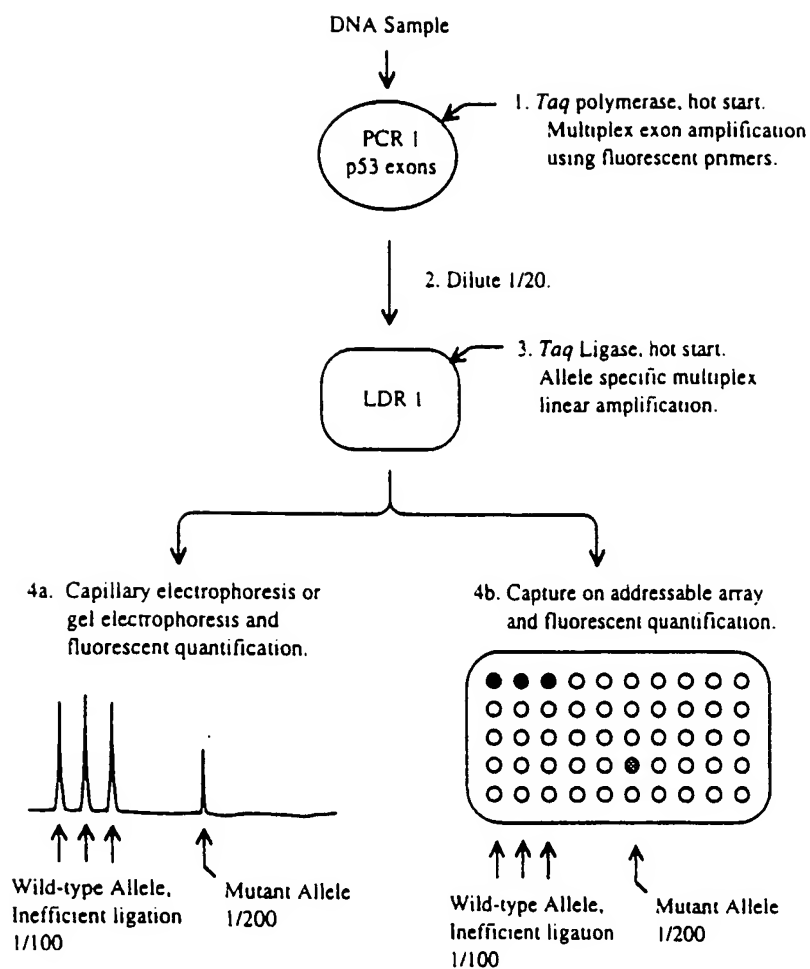 DNA Sample
1. Taq polymerase, hot start.
Multiplex exon amplification
using fluorescent primers.
PCR 1
p53 exons
2. Dilute 1/20.
3. Taq Ligase, hot start.
Allele specific multiplex
linear amplification.
LDR 1
4a. Capillary electrophoresis or
gel electrophoresis and
fluorescent quantification.
4b. Capture on addressable array
and fluorescent quantification.
Wild-type Allele,
Inefficient ligation
1/100
Mutant Allele
1/200
Wild-type Allele,
Inefficient ligation
1/100
Mutant Allele
1/200